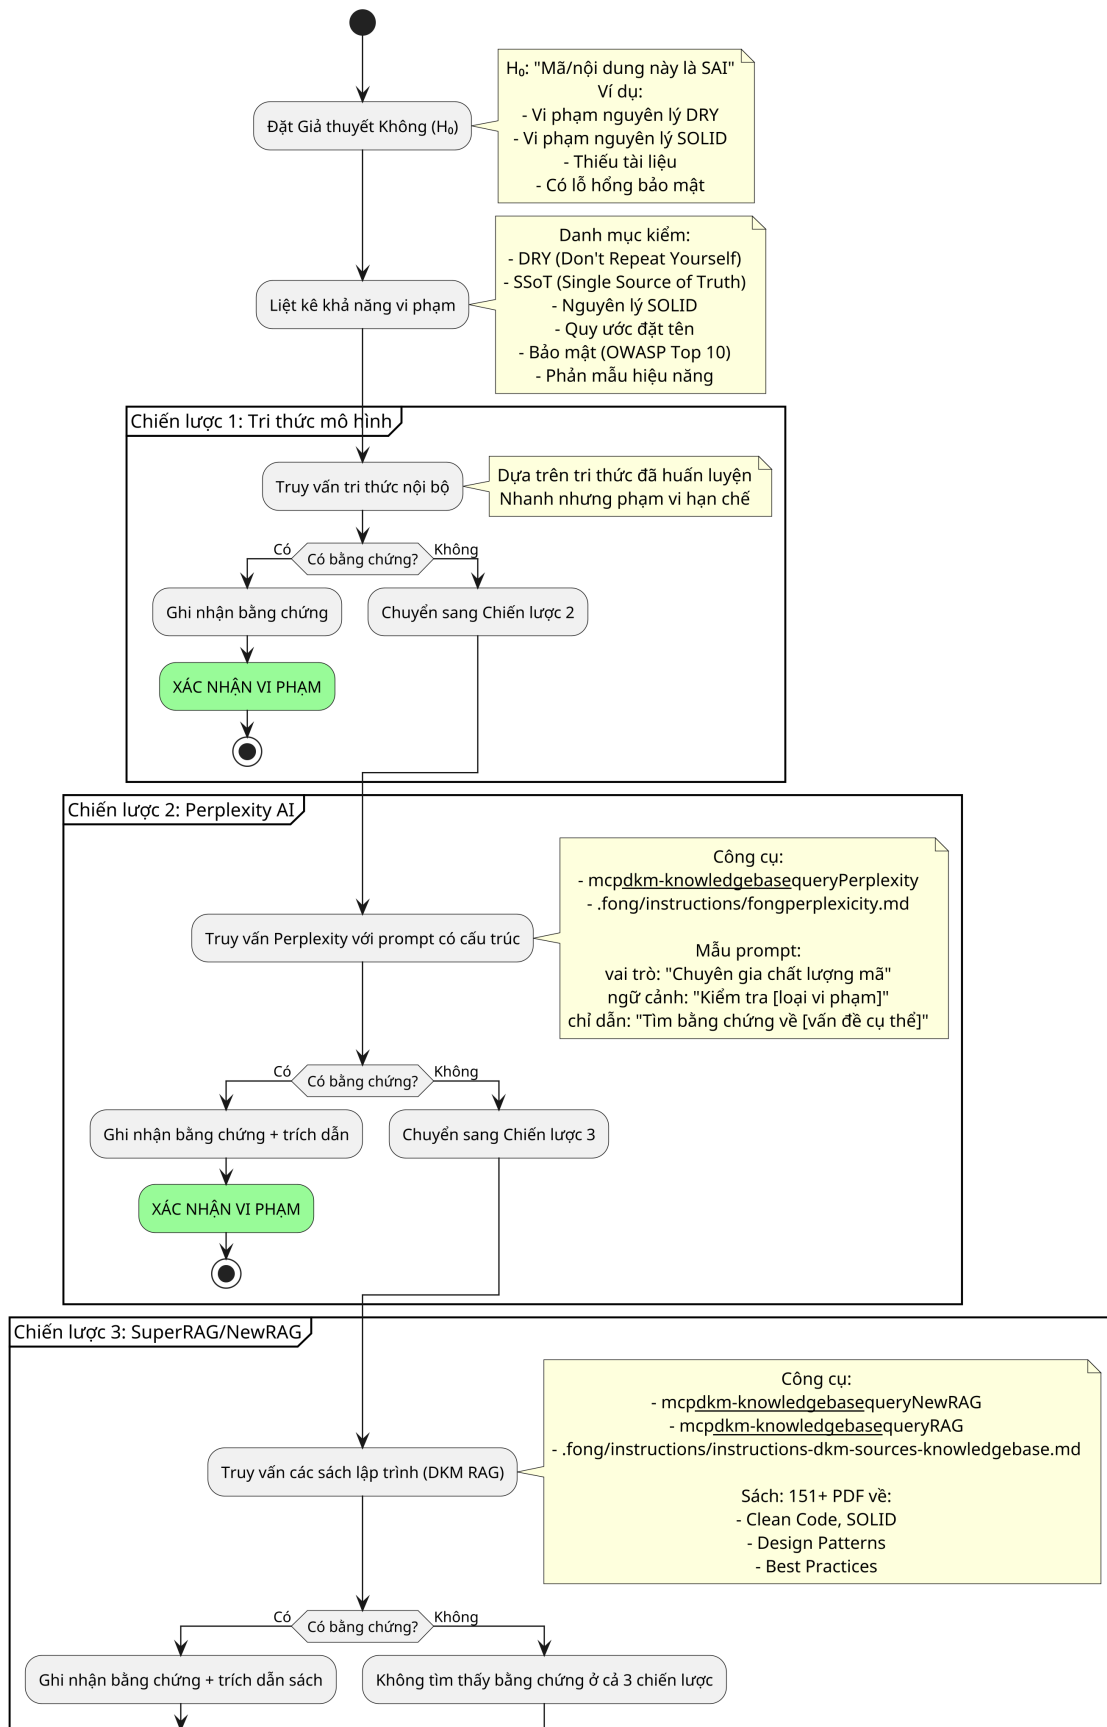 H₀: "Mã/nội dung này là SAI"
Ví dụ:
- Vi phạm nguyên lý DRY
- Vi phạm nguyên lý SOLID
- Thiếu tài liệu
- Có lỗ hổng bảo mật
Đặt Giả thuyết Không (H₀)
Danh mục kiểm:
- DRY (Don't Repeat Yourself)
- SSoT (Single Source of Truth)
- Nguyên lý SOLID
- Quy ước đặt tên
- Bảo mật (OWASP Top 10)
- Phản mẫu hiệu năng
Liệt kê khả năng vi phạm
Chiến lược 1: Tri thức mô hình
Truy vấn tri thức nội bộ
Dựa trên tri thức đã huấn luyện
Nhanh nhưng phạm vi hạn chế
Có bằng chứng?
Có
Không
Ghi nhận bằng chứng
Chuyển sang Chiến lược 2
XÁC NHẬN VI PHẠM
Chiến lược 2: Perplexity AI
Công cụ:
- mcpdkm-knowledgebasequeryPerplexity
- .fong/instructions/fongperplexicity.md
Mẫu prompt:
vai trò: "Chuyên gia chất lượng mã"
ngữ cảnh: "Kiểm tra [loại vi phạm]"
chỉ dẫn: "Tìm bằng chứng về [vấn đề cụ thể]"
Truy vấn Perplexity với prompt có cấu trúc
Có bằng chứng?
Có
Không
Ghi nhận bằng chứng + trích dẫn
Chuyển sang Chiến lược 3
XÁC NHẬN VI PHẠM
Chiến lược 3: SuperRAG/NewRAG
Công cụ:
- mcpdkm-knowledgebasequeryNewRAG
- mcpdkm-knowledgebasequeryRAG
- .fong/instructions/instructions-dkm-sources-knowledgebase.md
Sách: 151+ PDF về:
- Clean Code, SOLID
- Design Patterns
- Best Practices
Truy vấn các sách lập trình (DKM RAG)
Có bằng chứng?
Có
Không
Ghi nhận bằng chứng + trích dẫn sách
Không tìm thấy bằng chứng ở cả 3 chiến lược